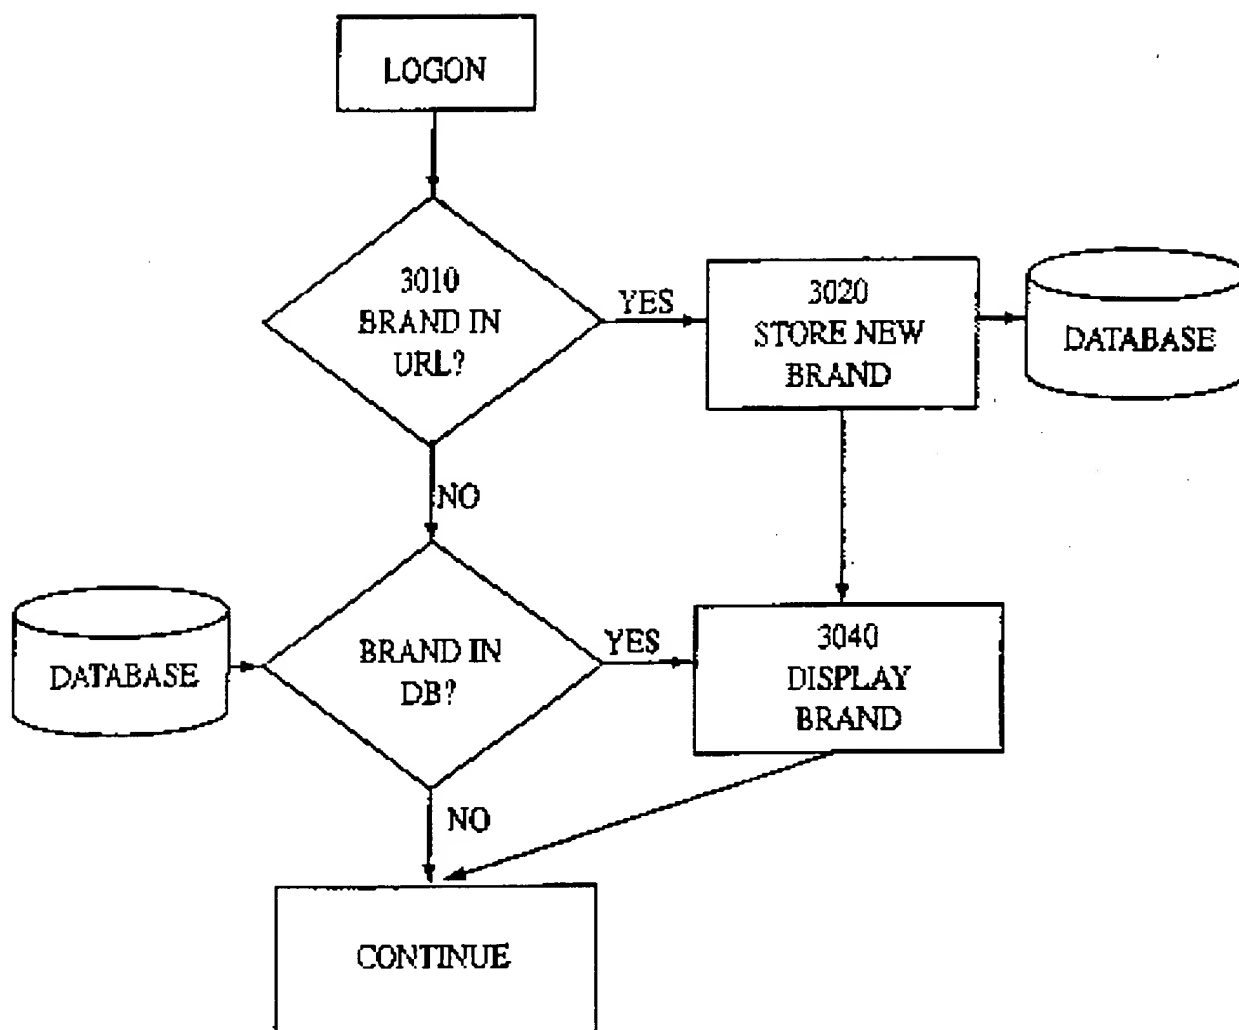 LOGON
3010
BRAND IN
URL?
YES
3020
STORE NEW
BRAND
DATABASE
NO
DATABASE
BRAND IN
DB?
YES
3040
DISPLAY
BRAND
NO
CONTINUE